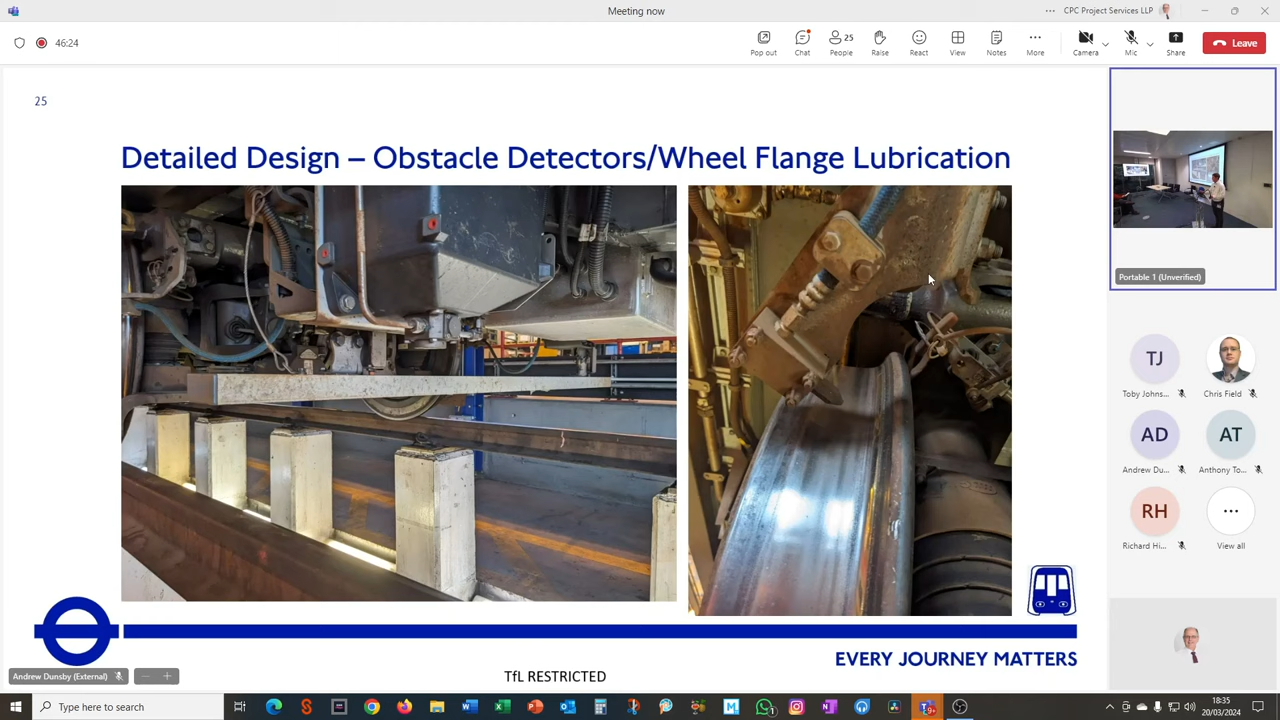 Meeting now
CPC Project Services LLP
46:24
25
Pop out
Chat
People
Raise
React
View
Notes
More
Camera
Mic
Share
Leave
25
Detailed Design – Obstacle Detectors/Wheel Flange Lubrication
Portable 1 (Unverified)
TJ
Toby Johns...
Chris Field
AD
Andrew Du...
AT
Anthony To...
RH
Richard Hi...
View all
EVERY JOURNEY MATTERS
Andrew Dunsby (External)
TfL RESTRICTED
Type here to search
18:35
20/03/2024